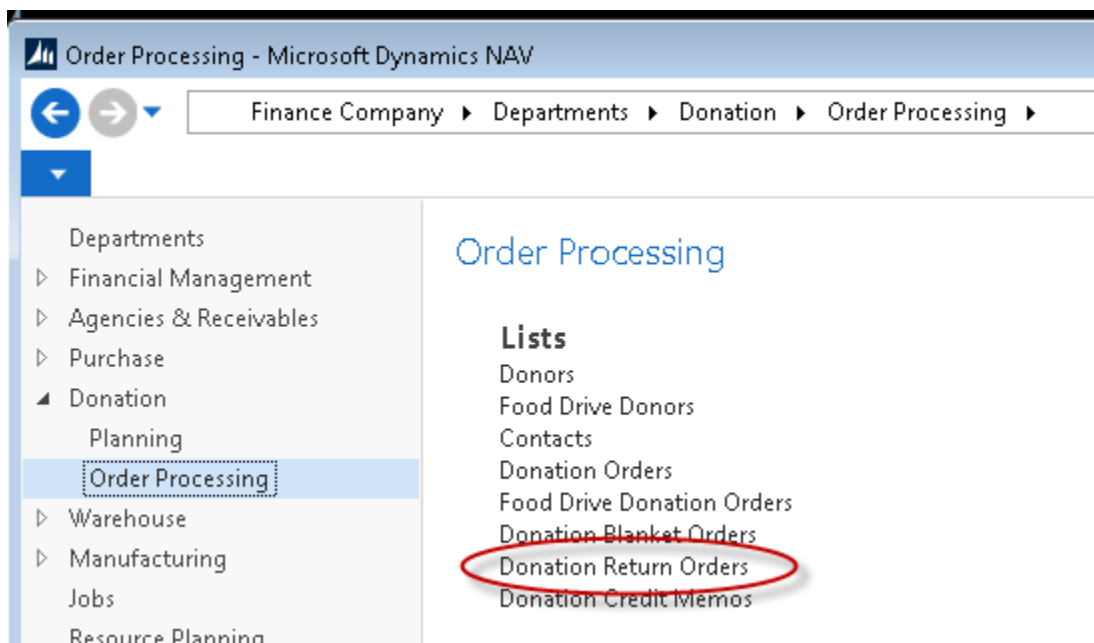 Order Processing - Microsoft Dynamics NAV
Finance Company ▸ Departments ▸ Donation ▸ Order Processing ▸
Departments
Financial Management
Agencies & Receivables
Purchase
Donation
Planning
Order Processing
Warehouse
Manufacturing
Jobs
Resource Planning
Order Processing
Lists
Donors
Food Drive Donors
Contacts
Donation Orders
Food Drive Donation Orders
Donation Blanket Orders
Donation Return Orders
Donation Credit Memos